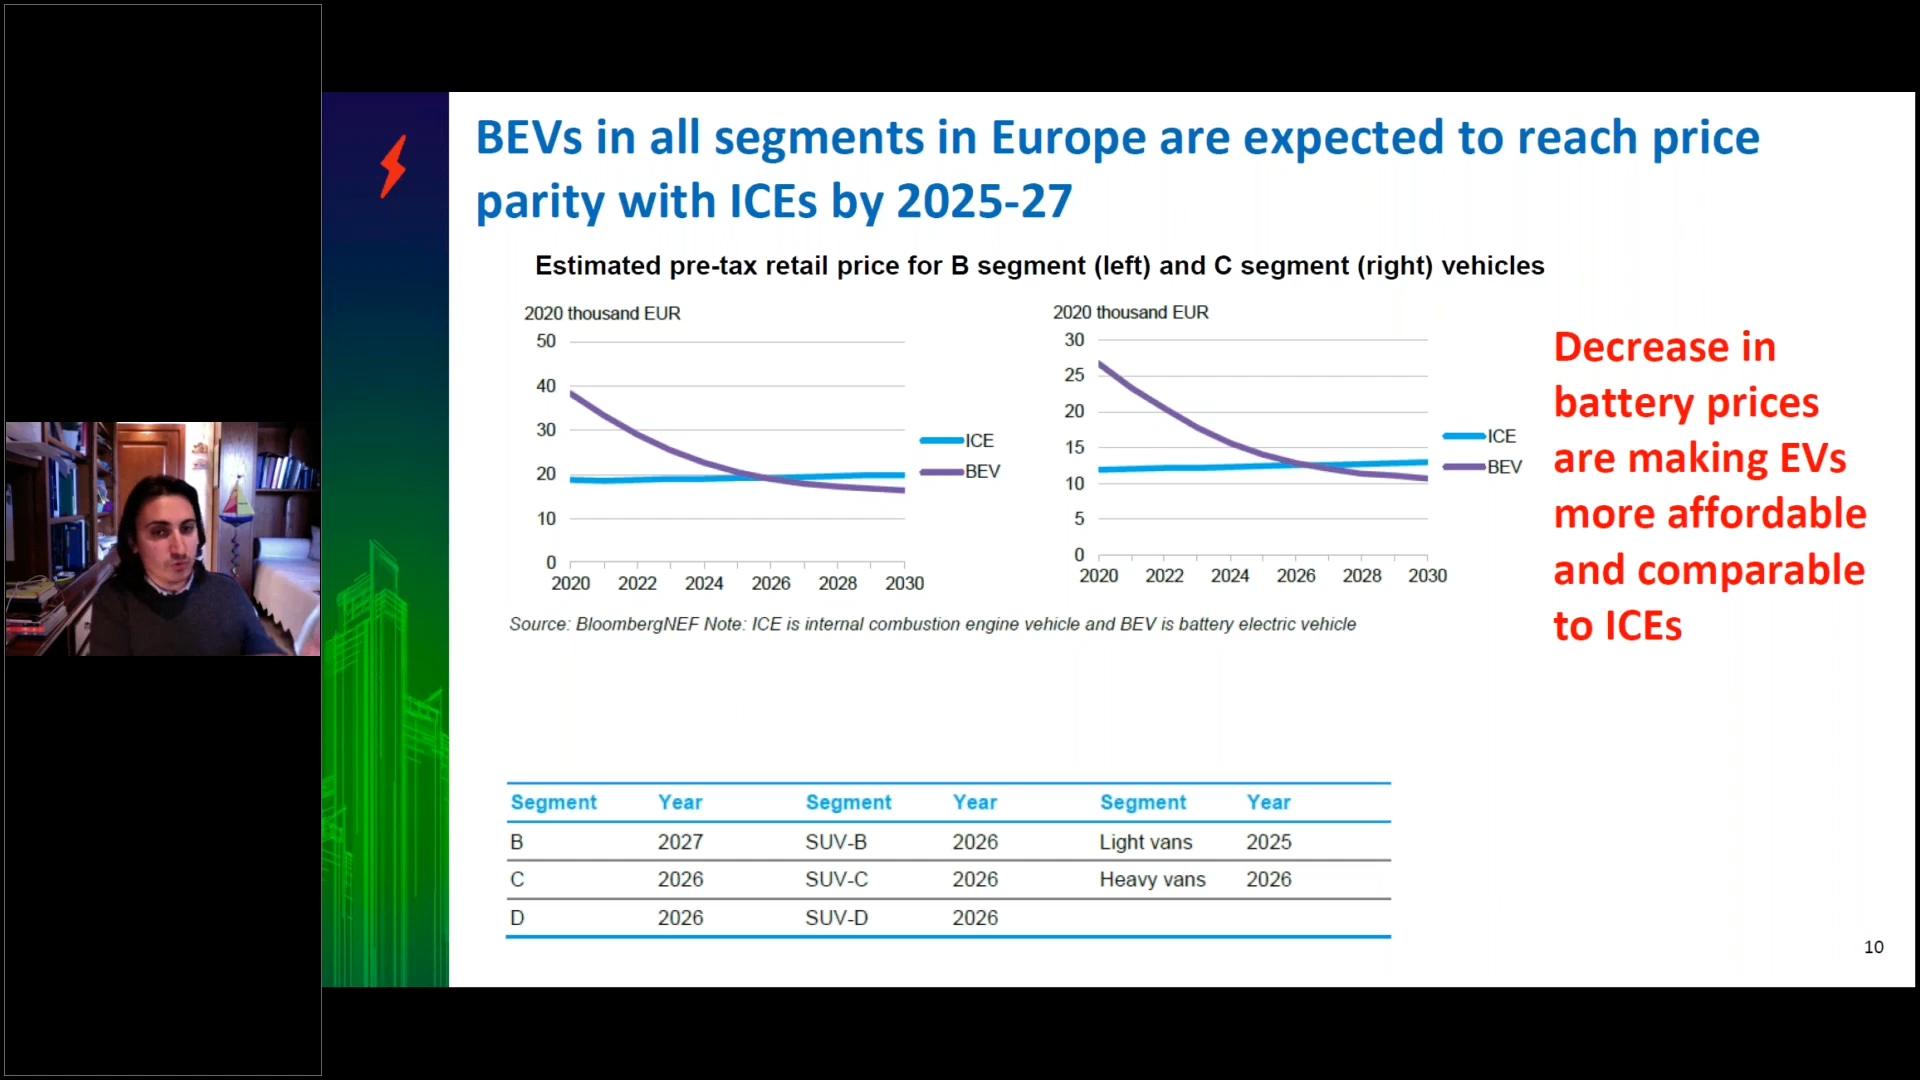 BEVs in all segments in Europe are expected to reach price
parity with ICEs by 2025-27
Estimated pre-tax retail price for B segment (left) and C segment (right) vehicles
2020 thousand EUR
50
40
30
20
10
0
2020 2022 2024 2026 2028 2030
ICE
BEV
2020 thousand EUR
30
25
20
15
10
5
0
2020 2022 2024 2026 2028 2030
ICE
BEV
Source: BloombergNEF Note: ICE is internal combustion engine vehicle and BEV is battery electric vehicle
Decrease in
battery prices
are making EVs
more affordable
and comparable
to ICEs
Segment Year Segment Year Segment Year
B 2027 SUV-B 2026 Light vans 2025
C 2026 SUV-C 2026 Heavy vans 2026
D 2026 SUV-D 2026
10